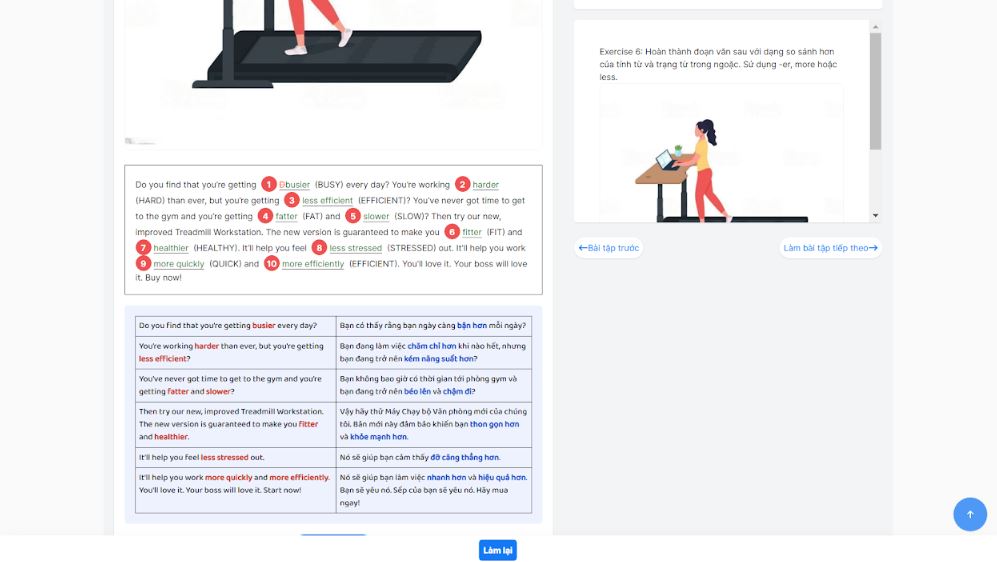 Do you find that you're getting 1 Đbusier (BUSY) every day? You're working 2 harder
(HARD) than ever, but you're getting 3 less efficient (EFFICIENT)? You've never got time to get
to the gym and you're getting 4 fatter (FAT) and 5 slower (SLOW)? Then try our new,
improved Treadmill Workstation. The new version is guaranteed to make you 6 fitter (FIT) and
7 healthier (HEALTHY). It'll help you feel 8 less stressed (STRESSED) out. It'll help you work
9 more quickly (QUICK) and 10 more efficiently (EFFICIENT). You'll love it. Your boss will love
it. Buy now!
Do you find that you're getting busier every day?
Bạn có thấy rằng bạn ngày càng bận hơn mỗi ngày?
You're working harder than ever, but you're getting
less efficient?
Bạn đang làm việc chăm chỉ hơn khi nào hết, nhưng
bạn đang trở nên kém năng suất hơn?
You've never got time to get to the gym and you're
getting fatter and slower?
Bạn không bao giờ có thời gian tới phòng gym và
bạn đang trở nên béo lên và chậm đi?
Then try our new, improved Treadmill Workstation.
The new version is guaranteed to make you fitter
and healthier.
Vậy hãy thử Máy Chạy bộ Văn phòng mới của chúng
tôi. Bản mới này đảm bảo khiến bạn thon gọn hơn
và khỏe mạnh hơn.
It'll help you feel less stressed out.
Nó sẽ giúp bạn cảm thấy đỡ căng thẳng hơn.
It'll help you work more quickly and more efficiently.
You'll love it. Your boss will love it. Start now!
Nó sẽ giúp bạn làm việc nhanh hơn và hiệu quả hơn.
Bạn sẽ yêu nó. Sếp của bạn sẽ yêu nó. Hãy mua
ngay!
Exercise 6: Hoàn thành đoạn văn sau với dạng so sánh hơn
của tính từ và trạng từ trong ngoặc. Sử dụng -er, more hoặc
less.
←Bài tập trước
Làm bài tập tiếp theo→
Làm lại